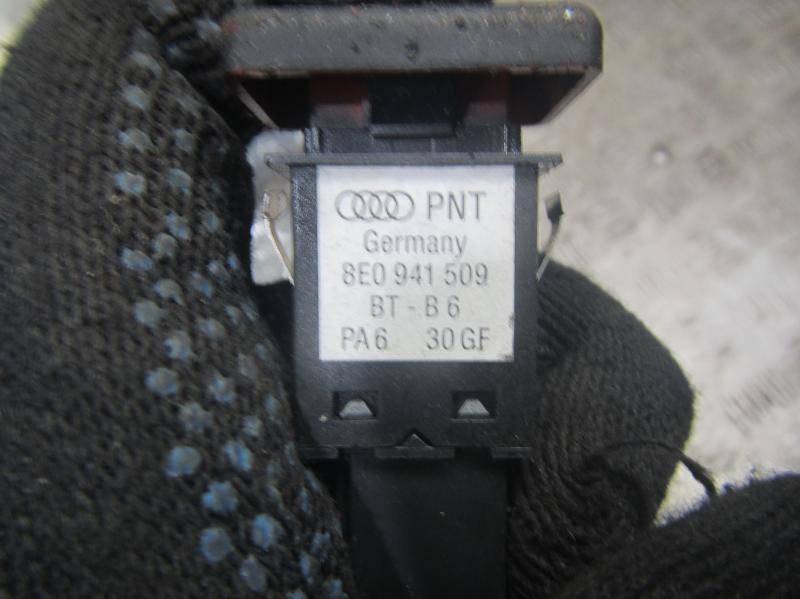 PNT
Germany
8E0 941 509
BT - B 6
PA 6 30 GF